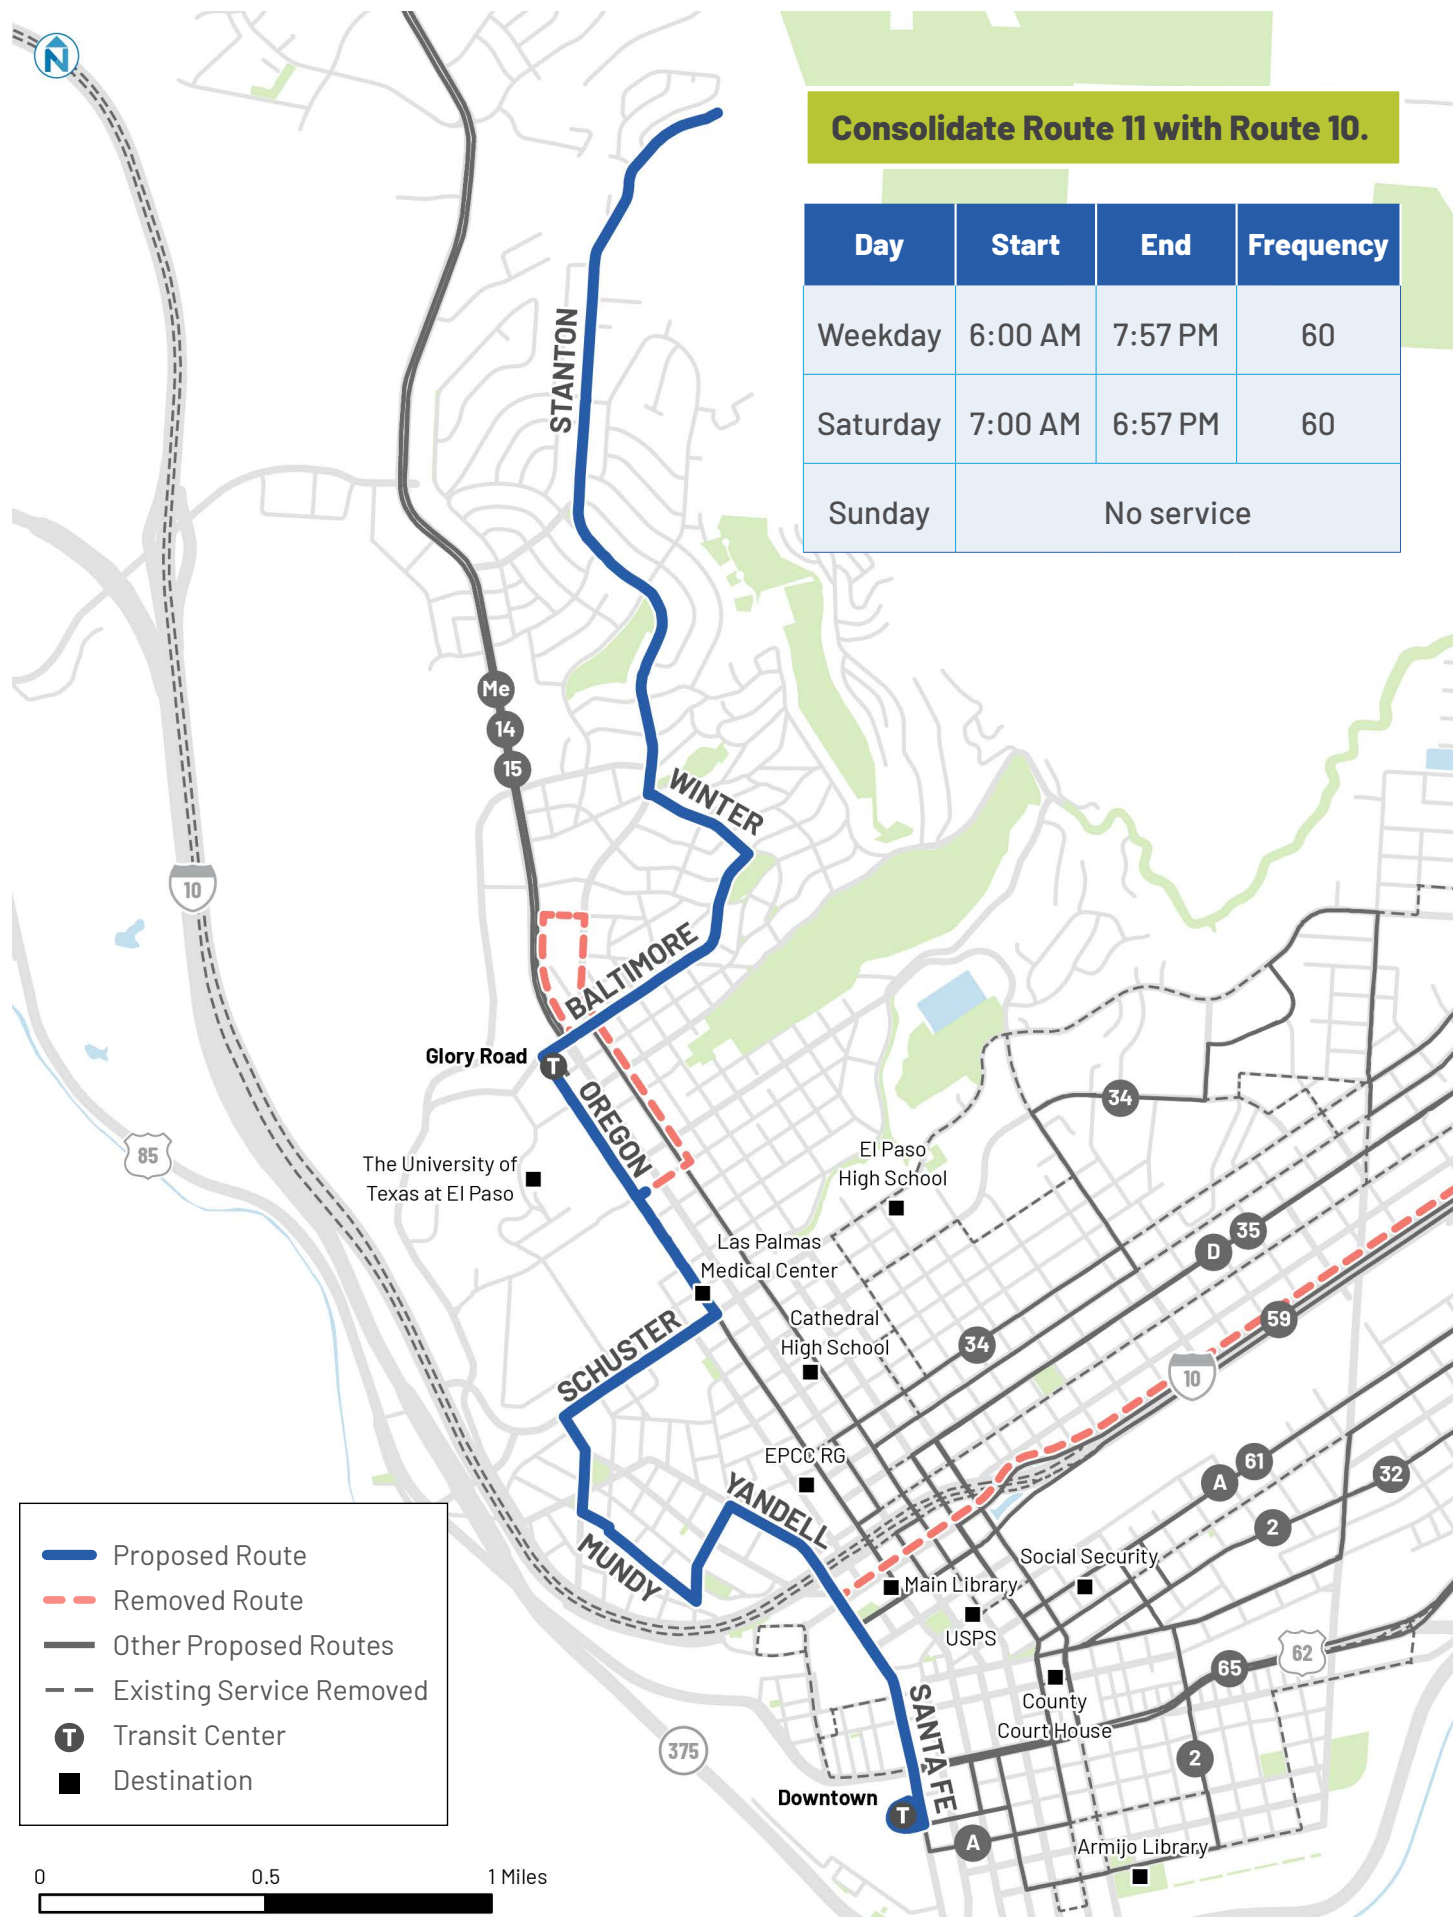 N
Consolidate Route 11 with Route 10.
Day Start End Frequency
Weekday 6:00 AM 7:57 PM 60
Saturday 7:00 AM 6:57 PM 60
Sunday No service
STANTON
Me
14
15
WINTER
10
BALTIMORE
Glory Road
T
OREGON
34
85
The University of
Texas at El Paso
El Paso
High School
35
D
Las Palmas
Medical Center
59
Cathedral
High School
34
10
SCHUSTER
EPCC RG
61
A
32
2
YANDELL
MUNDY
Social Security
Main Library
USPS
62
65
County
Court House
SANTA FE
375
2
Downtown
T
A
Armijo Library
Proposed Route
Removed Route
Other Proposed Routes
Existing Service Removed
T Transit Center
Destination
0 0.5 1 Miles